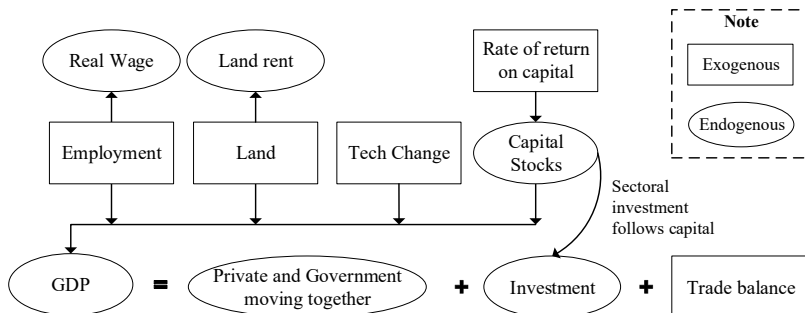 Note
Real Wage
Land rent
Rate of return
on capital
Exogenous
Endogenous
Employment
Land
Tech Change
Capital
Stocks
Sectoral
investment
follows capital
GDP
=
Private and Government
moving together
+
Investment
+
Trade balance